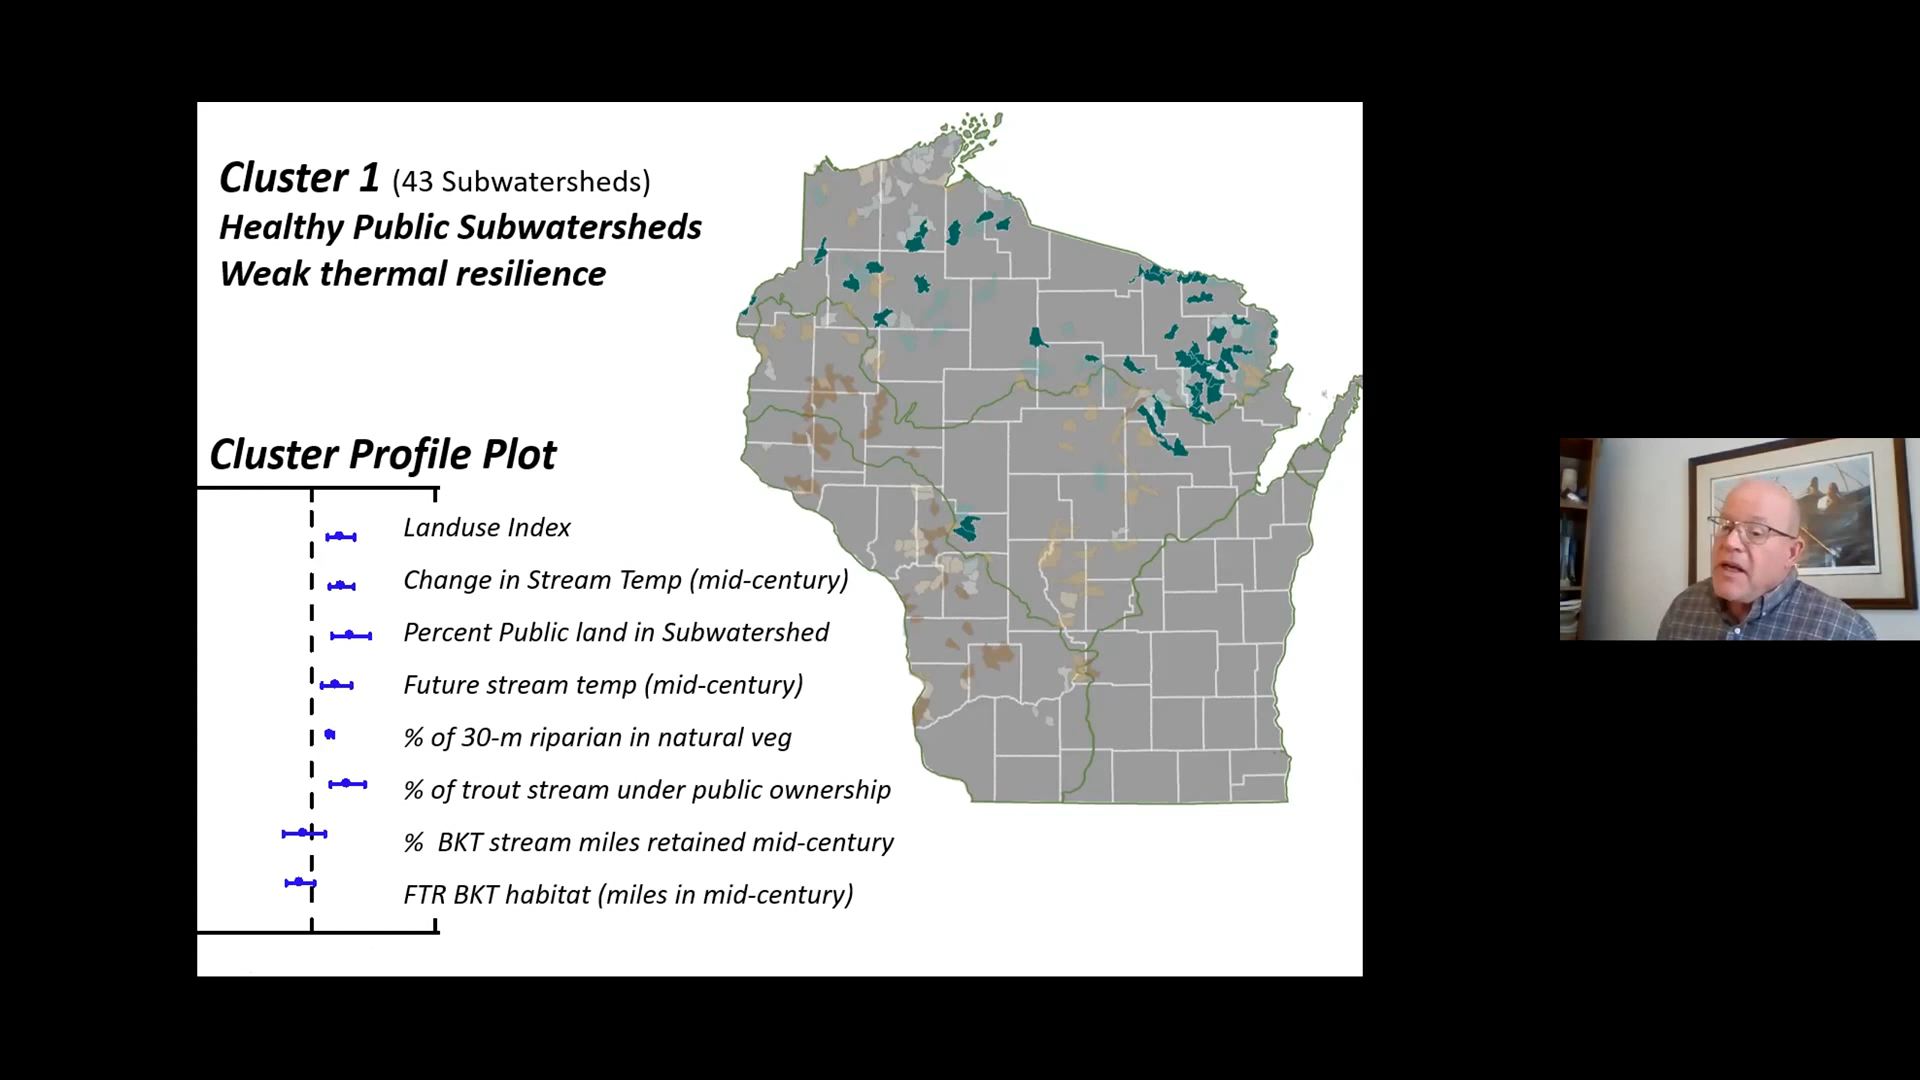 Cluster 1 (43 Subwatersheds)
Healthy Public Subwatersheds
Weak thermal resilience
Cluster Profile Plot
Landuse Index
Change in Stream Temp (mid-century)
Percent Public land in Subwatershed
Future stream temp (mid-century)
% of 30-m riparian in natural veg
% of trout stream under public ownership
% BKT stream miles retained mid-century
FTR BKT habitat (miles in mid-century)